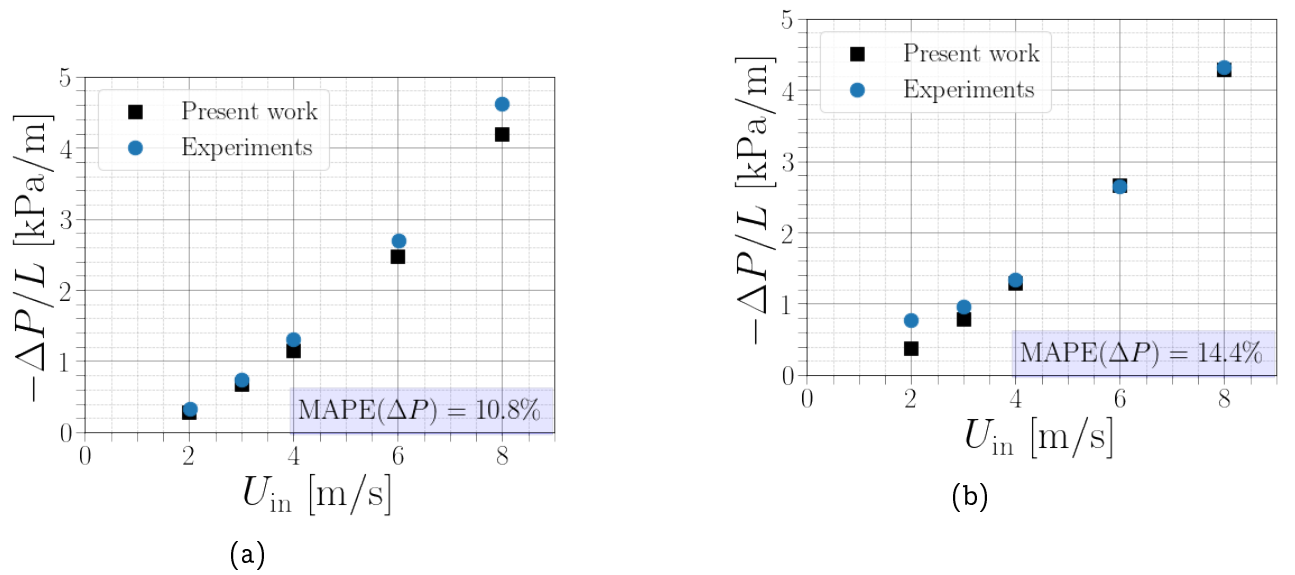 5
4
3
2
1
0
−ΔP/L [kPa/m]
Present work
Experiments
MAPE(ΔP) = 10.8%
0 2 4 6 8
U_in [m/s]
(a)
5
4
3
2
1
0
−ΔP/L [kPa/m]
Present work
Experiments
MAPE(ΔP) = 14.4%
0 2 4 6 8
U_in [m/s]
(b)